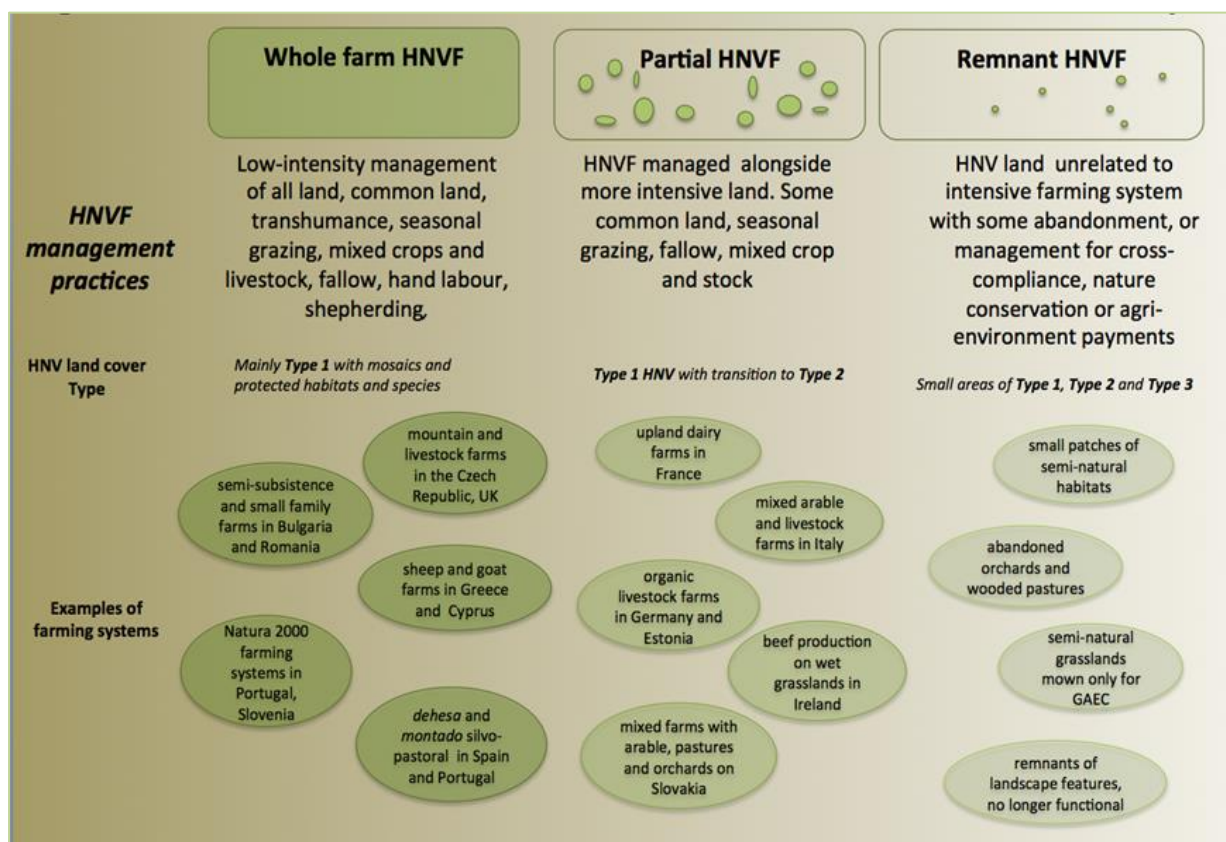 Whole farm HNVF
Partial HNVF
Remnant HNVF
HNVF
management
practices
Low-intensity management
of all land, common land,
transhumance, seasonal
grazing, mixed crops and
livestock, fallow, hand labour,
shepherding,
HNVF managed alongside
more intensive land. Some
common land, seasonal
grazing, fallow, mixed crop
and stock
HNV land unrelated to
intensive farming system
with some abandonment, or
management for cross-
compliance, nature
conservation or agri-
environment payments
HNV land cover
Type
Mainly Type 1 with mosaics and
protected habitats and species
Type 1 HNV with transition to Type 2
Small areas of Type 1, Type 2 and Type 3
Examples of
farming systems
mountain and
livestock farms
in the Czech
Republic, UK
semi-subsistence
and small family
farms in Bulgaria
and Romania
sheep and goat
farms in Greece
and Cyprus
Natura 2000
farming
systems in
Portugal,
Slovenia
dehesa and
montado silvo-
pastoral in Spain
and Portugal
upland dairy
farms in
France
mixed arable
and livestock
farms in Italy
organic
livestock farms
in Germany and
Estonia
beef production
on wet
grasslands in
Ireland
mixed farms with
arable, pastures
and orchards on
Slovakia
small patches of
semi-natural
habitats
abandoned
orchards and
wooded pastures
semi-natural
grasslands
mown only for
GAEC
remnants of
landscape features,
no longer functional